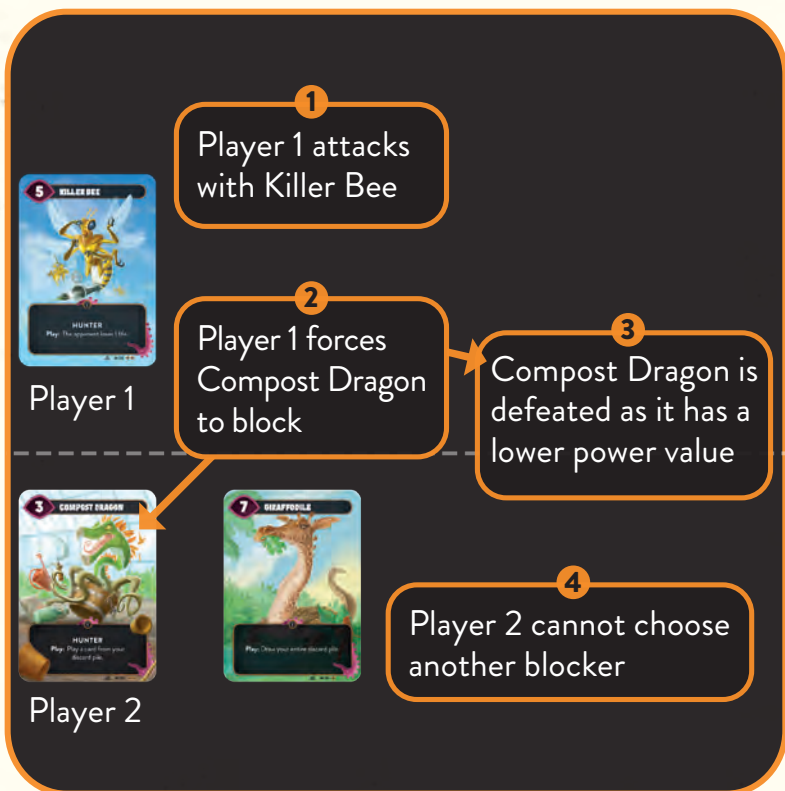 1
Player 1 attacks
with Killer Bee
5 KILLER BEE
HUNTER
Play: The opponent loses 1 life.
Player 1
2
Player 1 forces
Compost Dragon
to block
3
Compost Dragon is
defeated as it has a
lower power value
3 COMPOST DRAGON
HUNTER
Play: Play a card from your
discard pile.
Player 2
7 GIRAFFODILE
Play: Draw your entire discard pile.
4
Player 2 cannot choose
another blocker